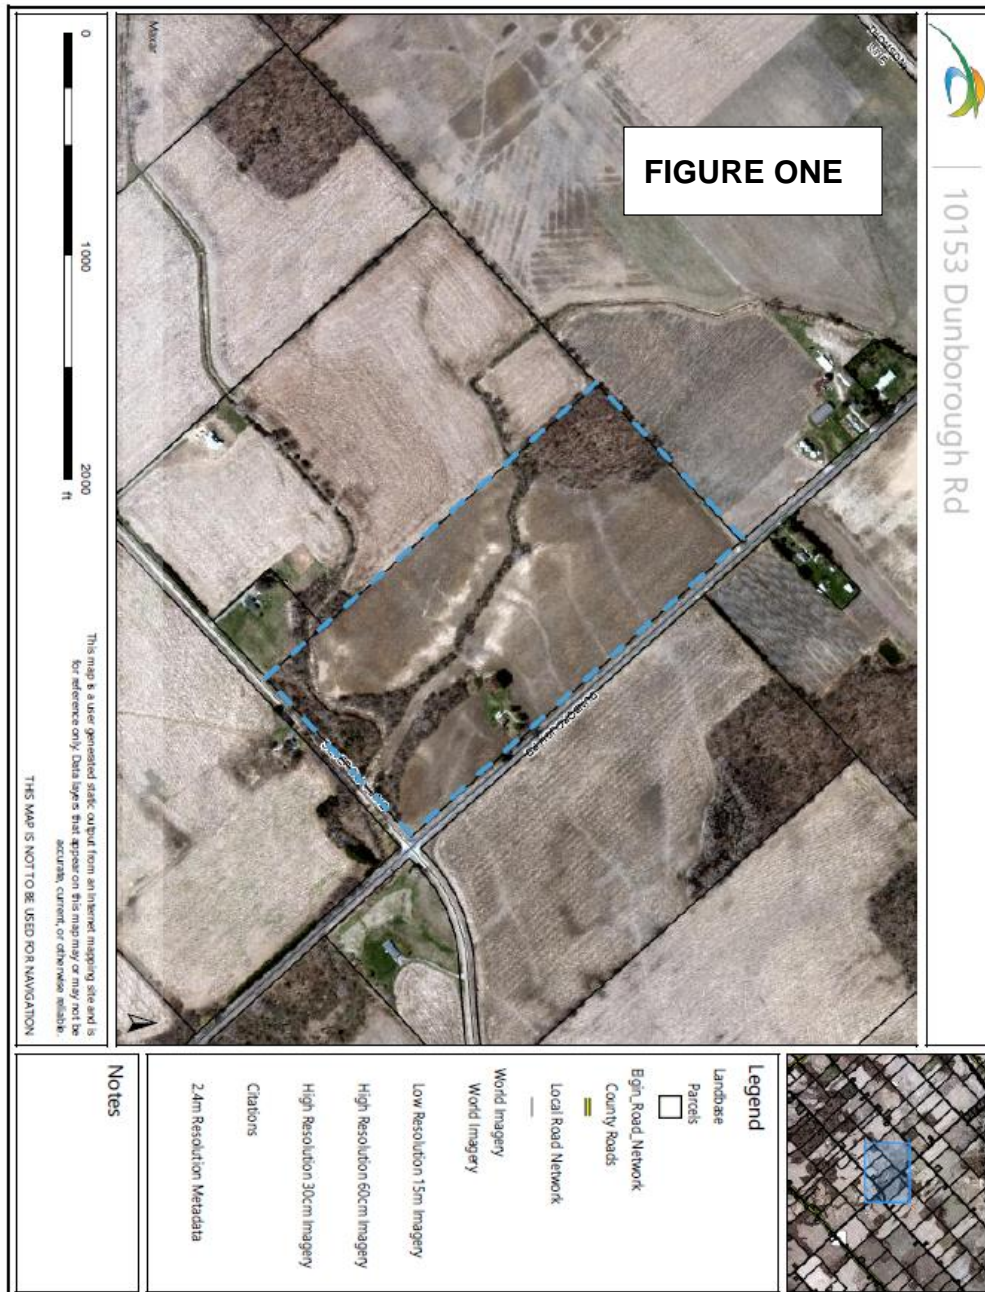 10153 Dunborough Rd
FIGURE ONE
Maxar
0 1000 2000 ft
This map is a user generated static output from an Internet mapping site and is
for reference only. Data layers that appear on this map may or may not be
accurate, current, or otherwise reliable.
THIS MAP IS NOT TO BE USED FOR NAVIGATION
Legend
Landbase
Parcels
Elgin_Road_Network
County Roads
Local Road Network
World Imagery
World Imagery
Low Resolution 15m Imagery
High Resolution 60cm Imagery
High Resolution 30cm Imagery
Citations
2.4m Resolution Metadata
Notes